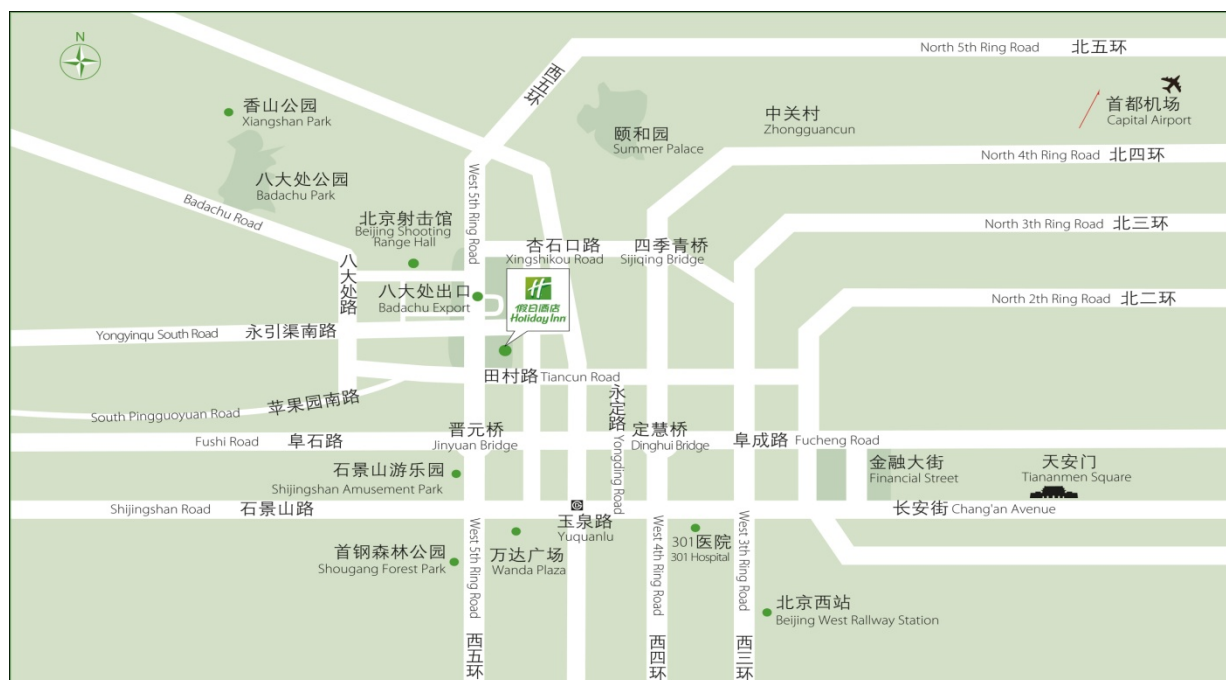 N
North 5th Ring Road 北五环
西五环
香山公园
Xiangshan Park
颐和园
Summer Palace
中关村
Zhongguancun
首都机场
Capital Airport
North 4th Ring Road 北四环
八大处公园
Badachu Park
Badachu Road
West 5th Ring Road
北京射击馆
Beijing Shooting
Range Hall
North 3th Ring Road 北三环
杏石口路
Xingshikou Road
四季青桥
Sijiqing Bridge
八大处路
八大处出口
Badachu Export
H
假日酒店
Holiday Inn
North 2th Ring Road 北二环
Yongyinqu South Road 永引渠南路
田村路 Tiancun Road
South Pingguoyuan Road 苹果园南路
永定路
Yongding Road
Fushi Road 阜石路
晋元桥
Jinyuan Bridge
定慧桥
Dinghui Bridge
阜成路 Fucheng Road
石景山游乐园
Shijingshan Amusement Park
金融大街
Financial Street
天安门
Tiananmen Square
Shijingshan Road 石景山路
玉泉路
Yuquanlu
长安街 Chang'an Avenue
首钢森林公园
Shougang Forest Park
West 5th Ring Road
万达广场
Wanda Plaza
West 4th Ring Road
301医院
301 Hospital
West 3th Ring Road
北京西站
Beijing West Rallway Station
西五环
西四环
西三环